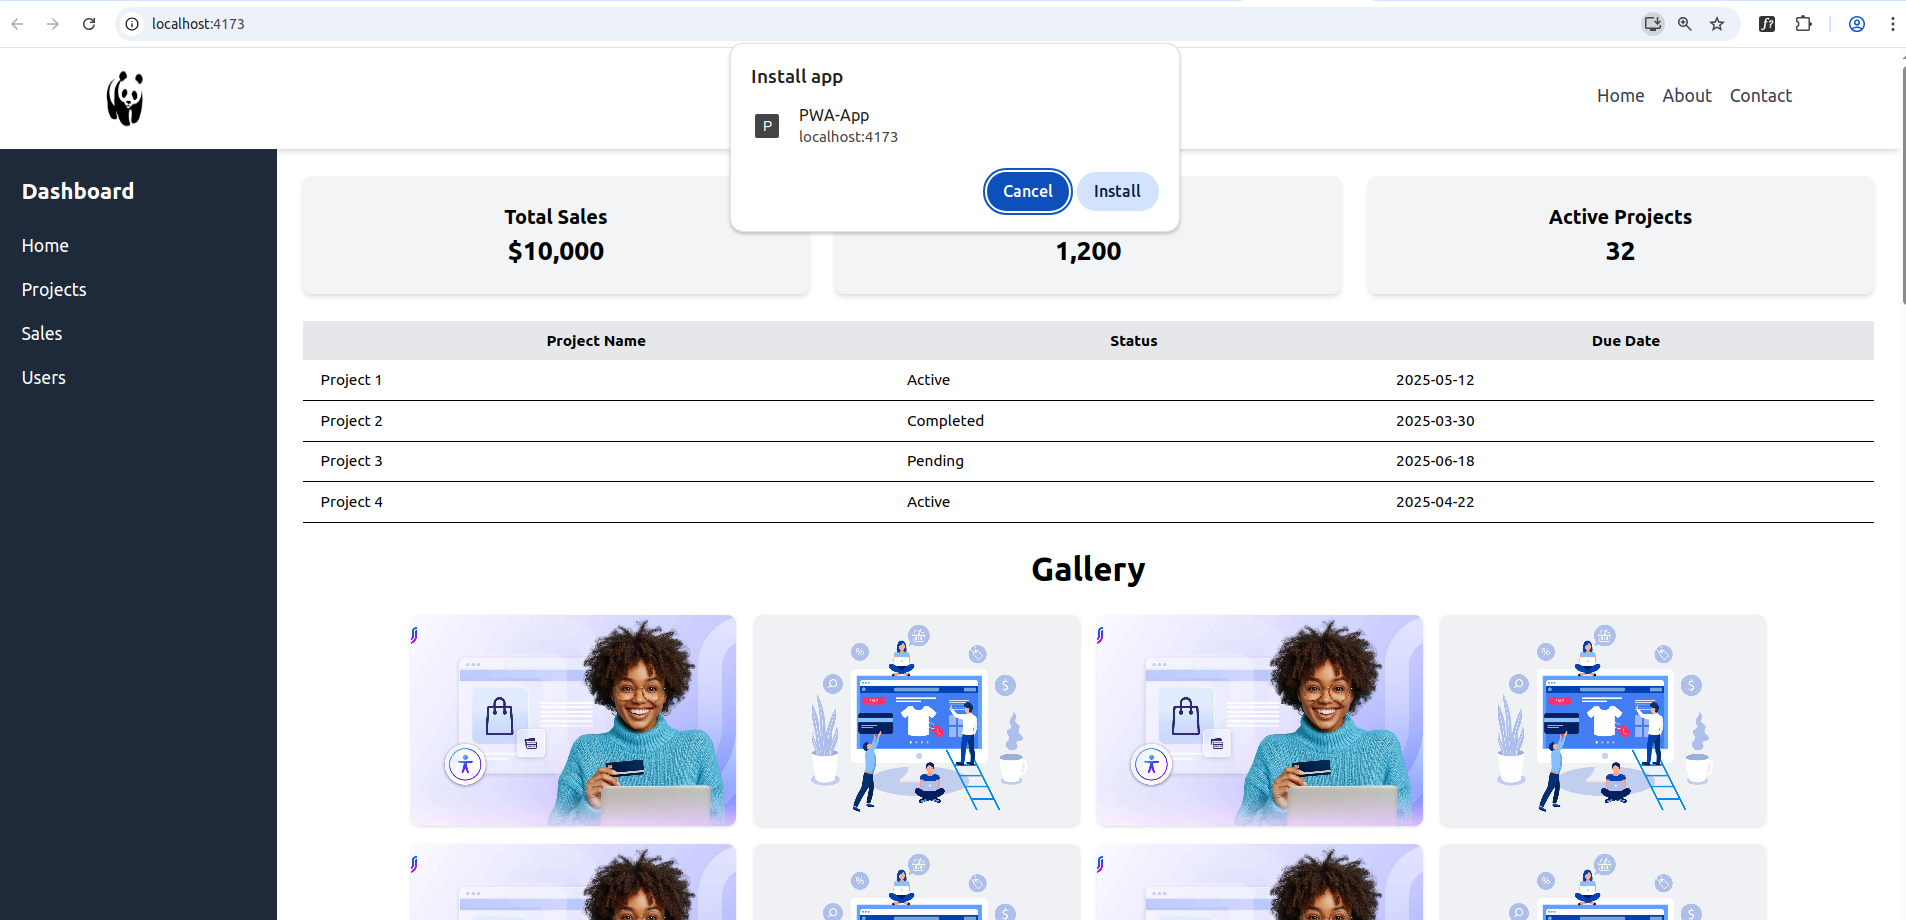 localhost:4173
Install app
P
PWA-App
localhost:4173
Cancel
Install
Home
About
Contact
Dashboard
Home
Projects
Sales
Users
Total Sales
$10,000
1,200
Active Projects
32
Project Name
Status
Due Date
Project 1
Active
2025-05-12
Project 2
Completed
2025-03-30
Project 3
Pending
2025-06-18
Project 4
Active
2025-04-22
Gallery